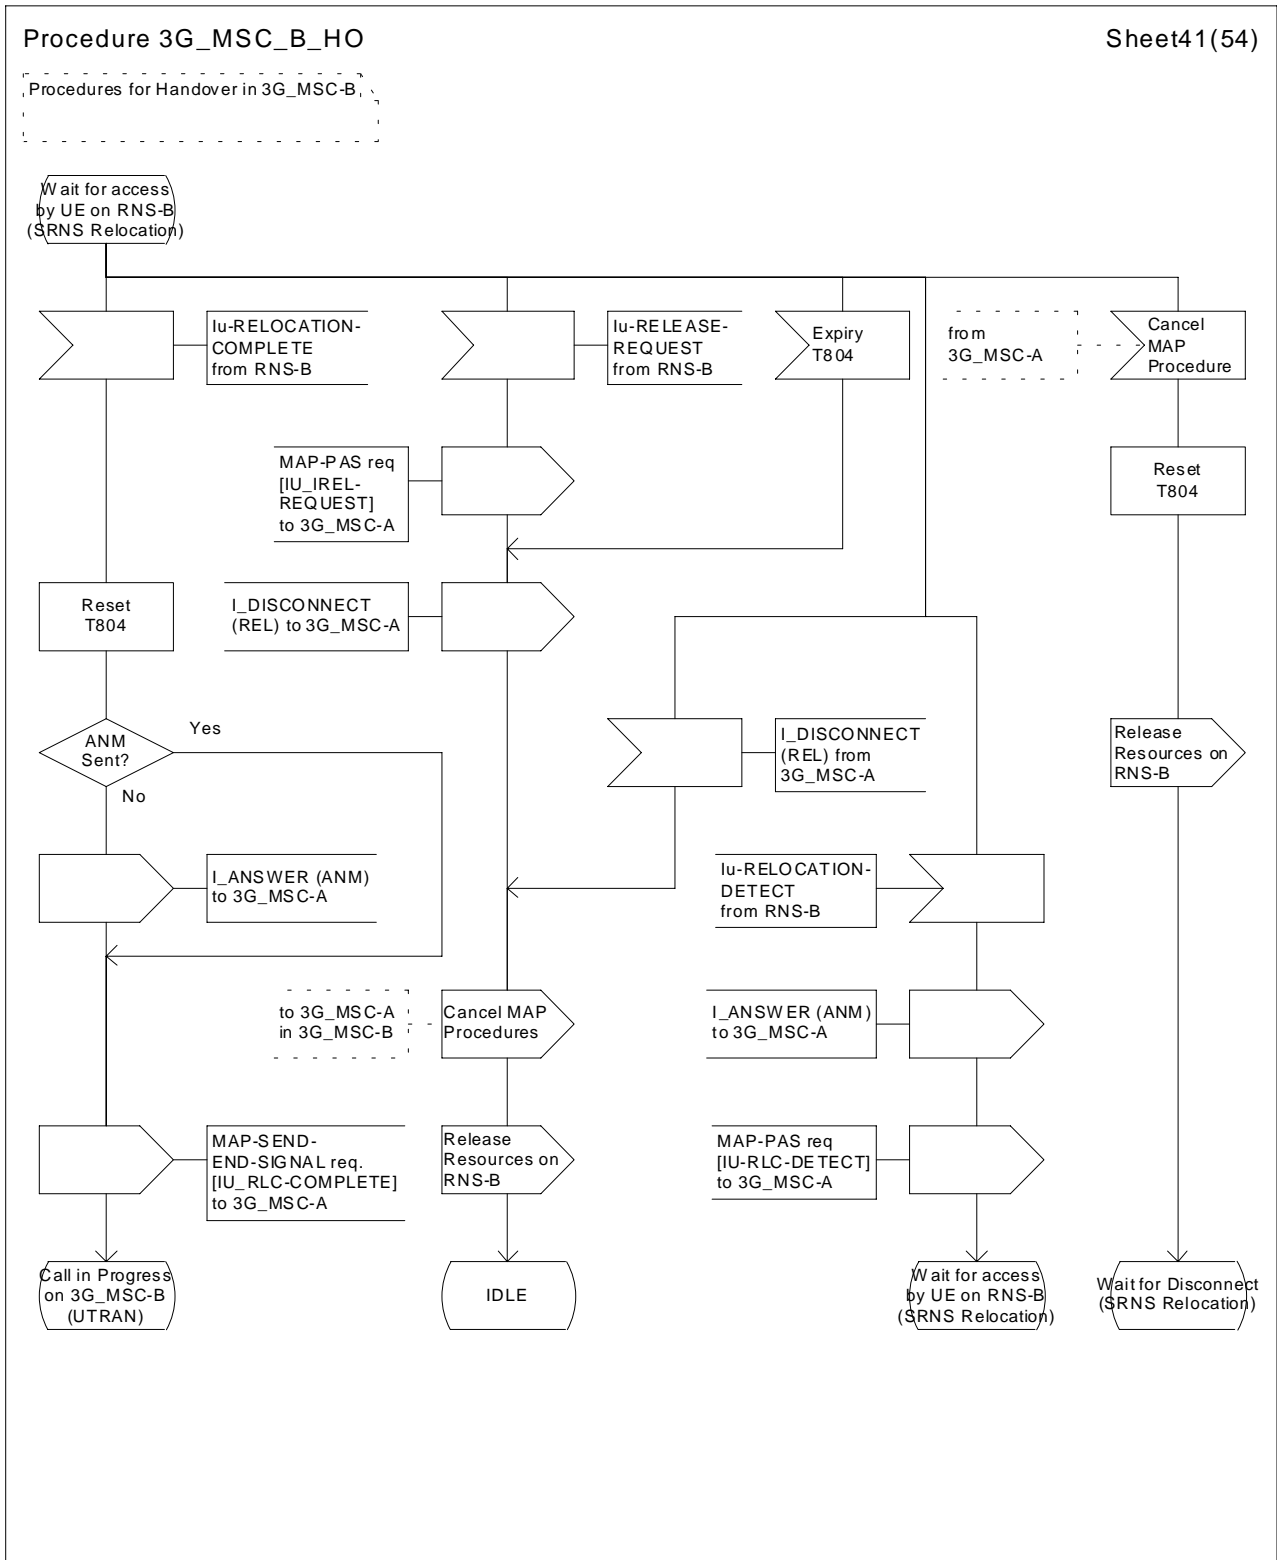 Procedure 3G_MSC_B_HO
Sheet41(54)
Procedures for Handover in 3G_MSC-B
Wait for access
by UE on RNS-B
(SRNS Relocation)
Iu-RELOCATION-
COMPLETE
from RNS-B
Iu-RELEASE-
REQUEST
from RNS-B
Expiry
T804
from
3G_MSC-A
Cancel
MAP
Procedure
MAP-PAS req
[IU_IREL-
REQUEST]
to 3G_MSC-A
Reset
T804
Reset
T804
I_DISCONNECT
(REL) to 3G_MSC-A
ANM
Sent?
Yes
No
I_DISCONNECT
(REL) from
3G_MSC-A
Release
Resources on
RNS-B
I_ANSWER (ANM)
to 3G_MSC-A
Iu-RELOCATION-
DETECT
from RNS-B
to 3G_MSC-A
in 3G_MSC-B
Cancel MAP
Procedures
I_ANSWER (ANM)
to 3G_MSC-A
MAP-SEND-
END-SIGNAL req.
[IU_RLC-COMPLETE]
to 3G_MSC-A
Release
Resources on
RNS-B
MAP-PAS req
[IU-RLC-DETECT]
to 3G_MSC-A
Call in Progress
on 3G_MSC-B
(UTRAN)
IDLE
Wait for access
by UE on RNS-B
(SRNS Relocation)
Wait for Disconnect
(SRNS Relocation)